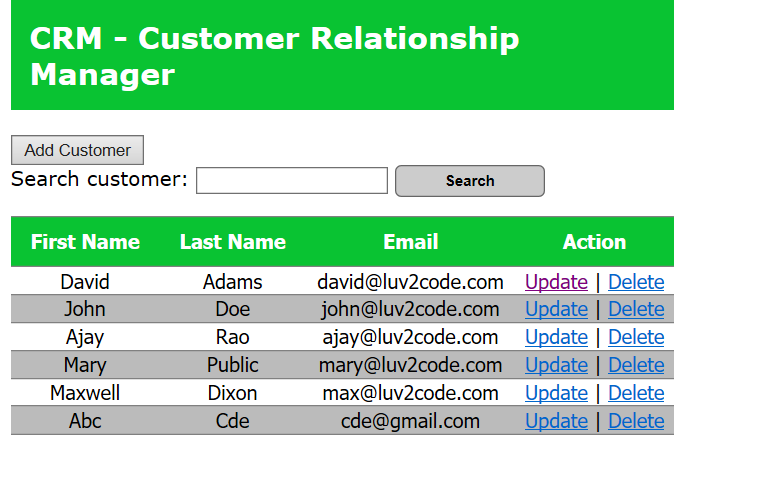 CRM - Customer Relationship
Manager
Add Customer
Search customer: Search
First Name Last Name Email Action
David Adams david@luv2code.com Update | Delete
John Doe john@luv2code.com Update | Delete
Ajay Rao ajay@luv2code.com Update | Delete
Mary Public mary@luv2code.com Update | Delete
Maxwell Dixon max@luv2code.com Update | Delete
Abc Cde cde@gmail.com Update | Delete